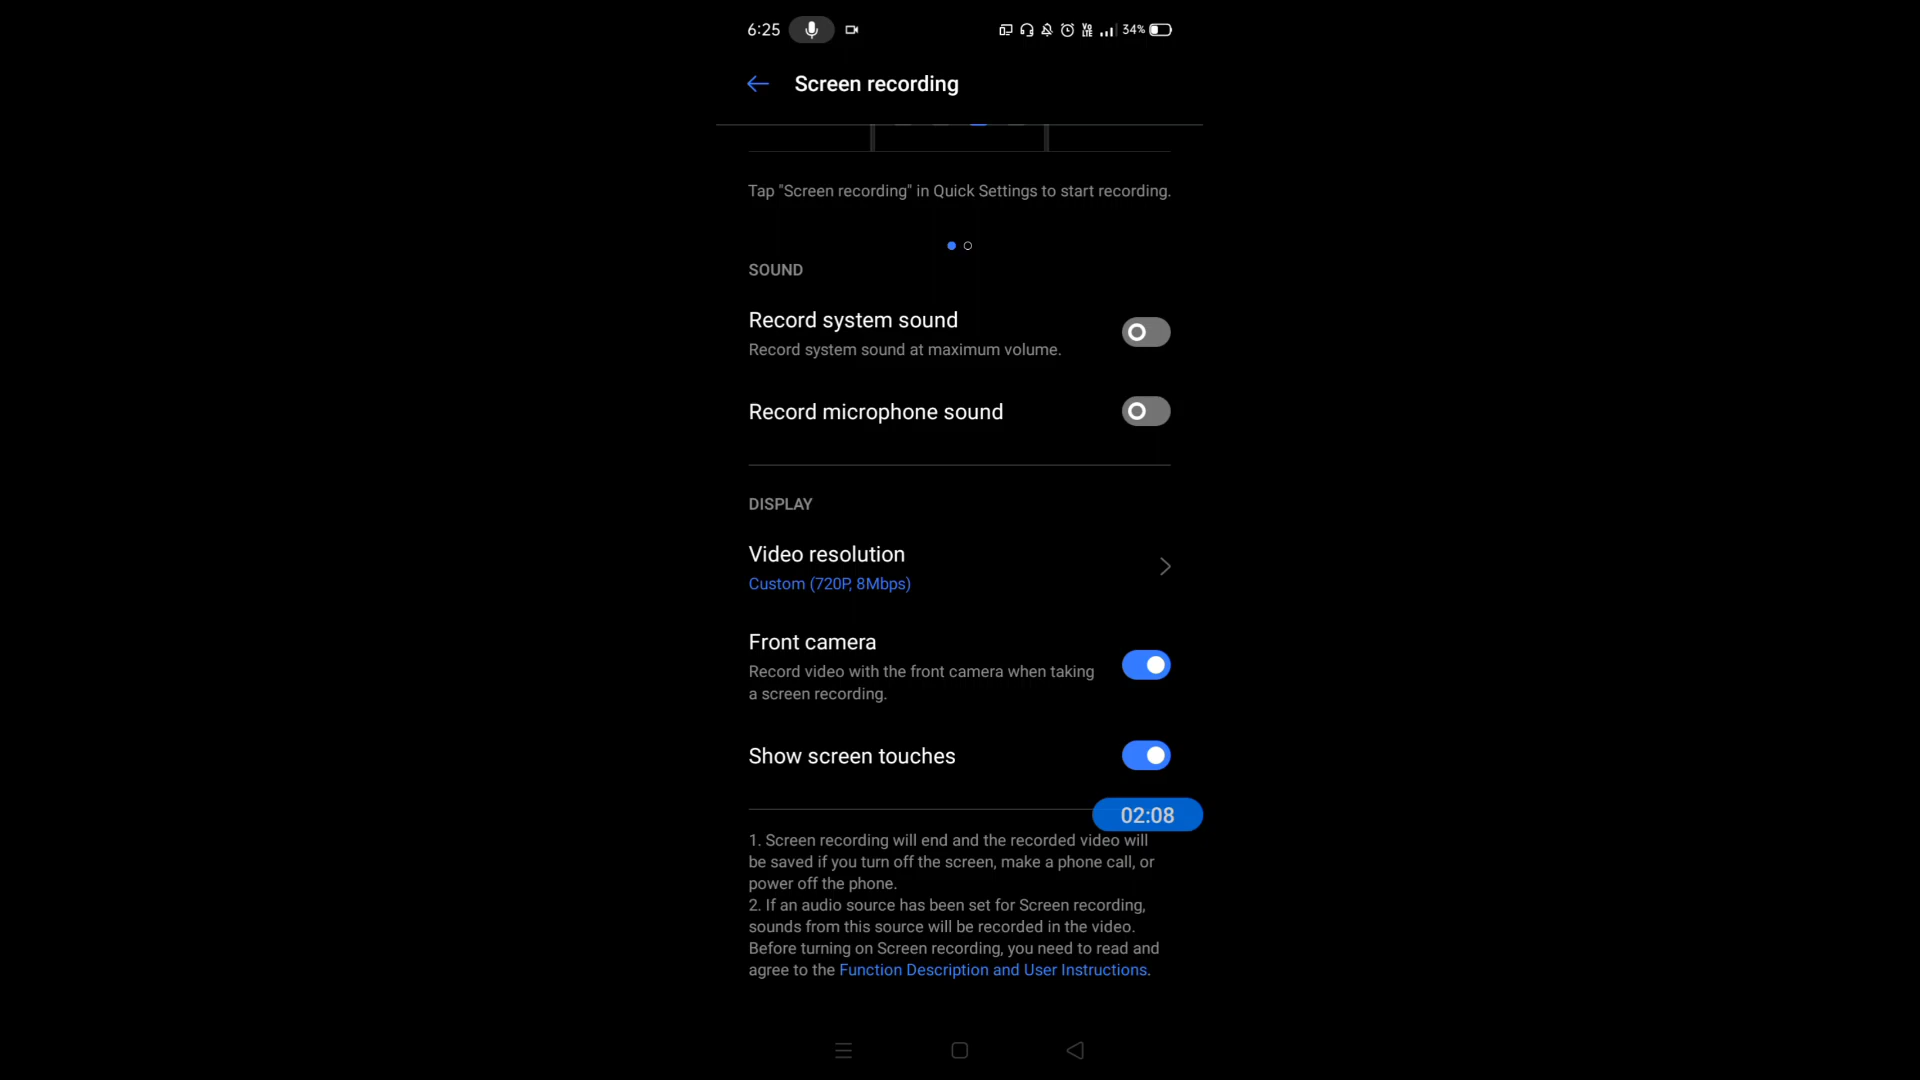 6:25
VO LTE 34%
Screen recording
Tap "Screen recording" in Quick Settings to start recording.
SOUND
Record system sound
Record system sound at maximum volume.
Record microphone sound
DISPLAY
Video resolution
Custom (720P, 8Mbps)
Front camera
Record video with the front camera when taking
a screen recording.
Show screen touches
02:08
1. Screen recording will end and the recorded video will
be saved if you turn off the screen, make a phone call, or
power off the phone.
2. If an audio source has been set for Screen recording,
sounds from this source will be recorded in the video.
Before turning on Screen recording, you need to read and
agree to the Function Description and User Instructions.